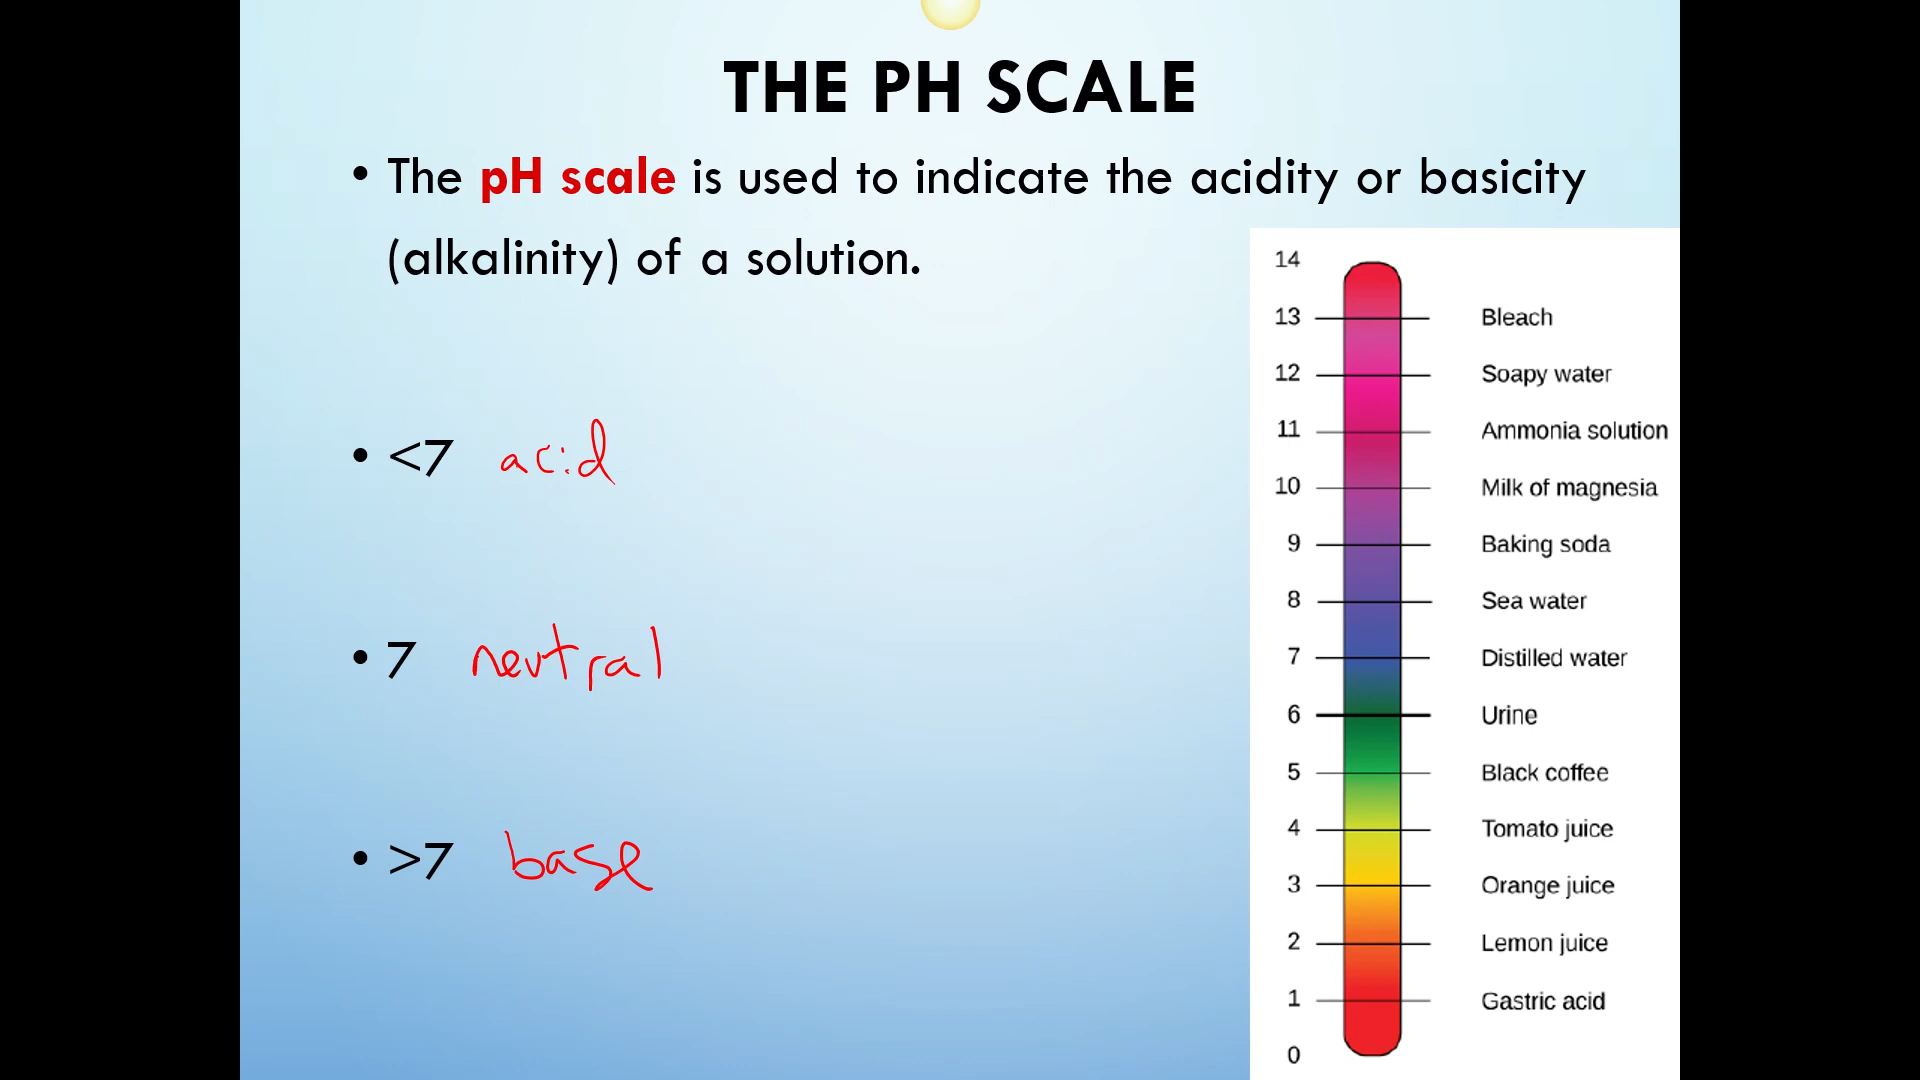 THE PH SCALE
• The pH scale is used to indicate the acidity or basicity
(alkalinity) of a solution.
• <7 acid
• 7 neutral
• >7 base
14
13 Bleach
12 Soapy water
11 Ammonia solution
10 Milk of magnesia
9 Baking soda
8 Sea water
7 Distilled water
6 Urine
5 Black coffee
4 Tomato juice
3 Orange juice
2 Lemon juice
1 Gastric acid
0